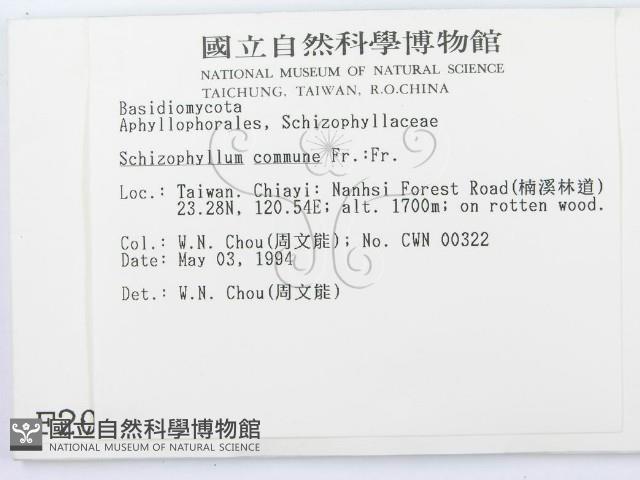 國立自然科學博物館
NATIONAL MUSEUM OF NATURAL SCIENCE
TAICHUNG, TAIWAN, R.O.CHINA
Basidiomycota
Aphyllophorales, Schizophyllaceae
Schizophyllum commune Fr.:Fr.
Loc.: Taiwan. Chiayi: Nanhsi Forest Road(楠溪林道)
23.28N, 120.54E; alt. 1700m; on rotten wood.
Col.: W.N. Chou(周文能); No. CWN 00322
Date: May 03, 1994
Det.: W.N. Chou(周文能)
國立自然科學博物館
NATIONAL MUSEUM OF NATURAL SCIENCE